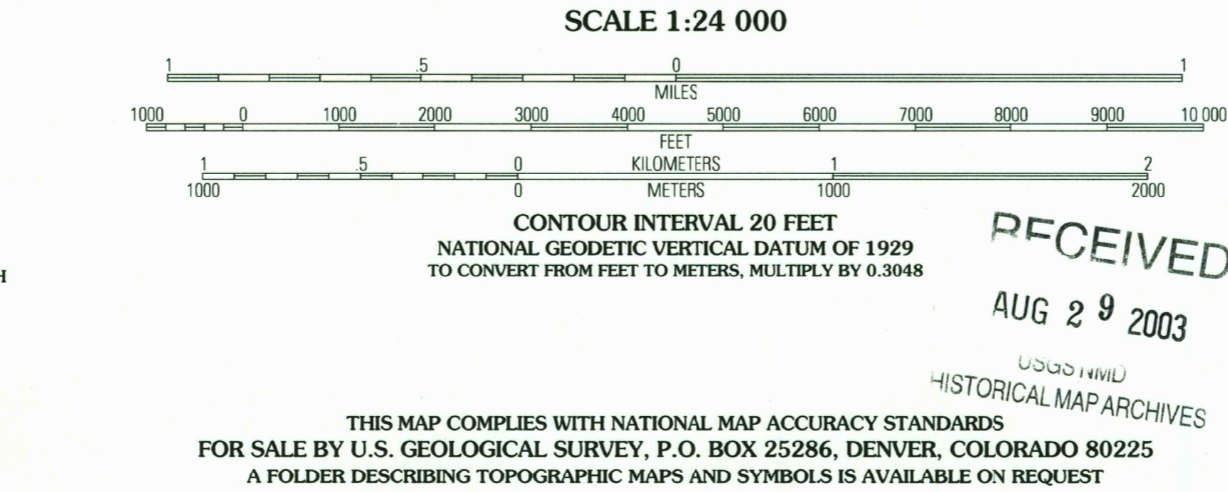 SCALE 1:24 000
1 .5 0 1
MILES
1000 0 1000 2000 3000 4000 5000 6000 7000 8000 9000 10 000
FEET
1 .5 0 KILOMETERS 1 2
1000 0 METERS 1000 2000
CONTOUR INTERVAL 20 FEET
NATIONAL GEODETIC VERTICAL DATUM OF 1929
TO CONVERT FROM FEET TO METERS, MULTIPLY BY 0.3048
H
RECEIVED
AUG 29 2003
USGS NMD
HISTORICAL MAP ARCHIVES
THIS MAP COMPLIES WITH NATIONAL MAP ACCURACY STANDARDS
FOR SALE BY U.S. GEOLOGICAL SURVEY, P.O. BOX 25286, DENVER, COLORADO 80225
A FOLDER DESCRIBING TOPOGRAPHIC MAPS AND SYMBOLS IS AVAILABLE ON REQUEST